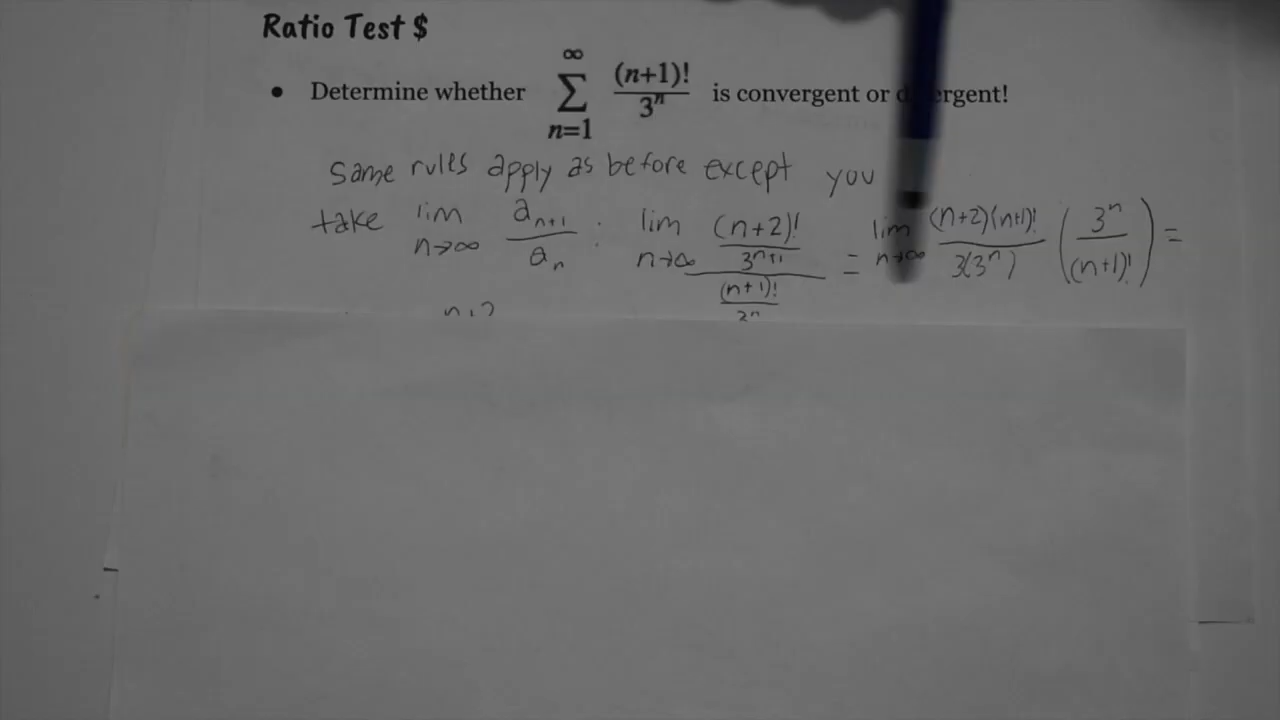 Ratio Test $
• Determine whether ∑_{n=1}^{∞} (n+1)!/3^n is convergent or divergent!
Same rules apply as before except you
take lim_{n→∞} a_{n+1}/a_n : lim_{n→∞} ((n+2)!/3^{n+1})/((n+1)!/3^n) = lim_{n→∞} (n+2)(n+1)!/3(3^n) (3^n/(n+1)!) =